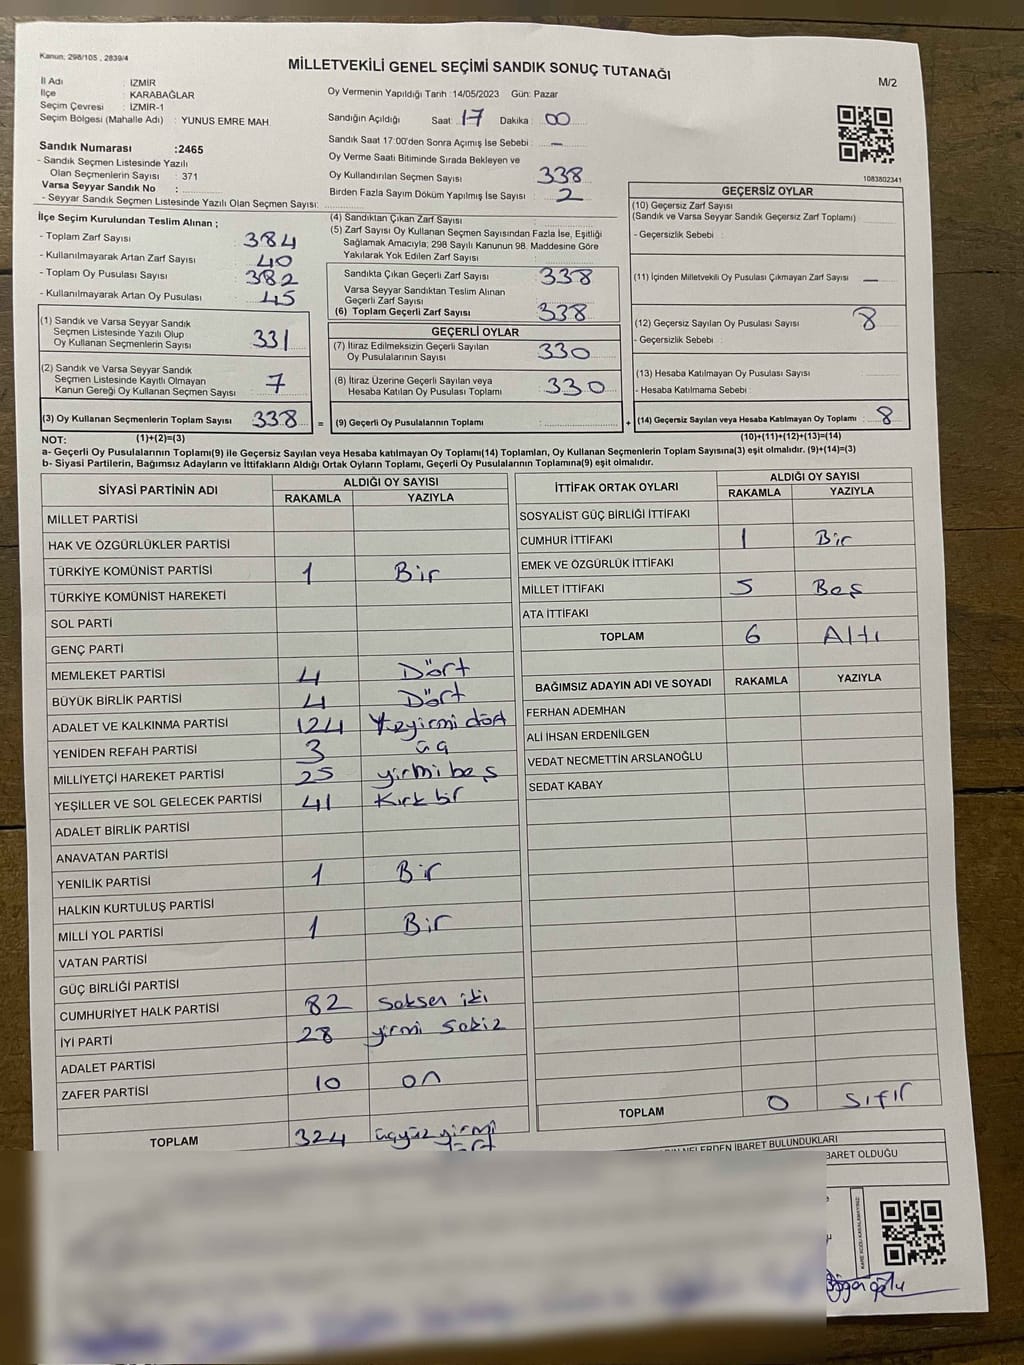 Kanun: 298/105 , 2839/4
MİLLETVEKİLİ GENEL SEÇİMİ SANDIK SONUÇ TUTANAĞI
M/2
İl Adı : İZMİR
İlçe : KARABAĞLAR
Seçim Çevresi : İZMİR-1
Seçim Bölgesi (Mahalle Adı) : YUNUS EMRE MAH.
Oy Vermenin Yapıldığı Tarih :14/05/2023 Gün: Pazar
Sandığın Açıldığı Saat: 17 Dakika: 00
Sandık Saat 17:00'den Sonra Açımış İse Sebebi : -
Oy Verme Saati Bitiminde Sırada Bekleyen ve
Oy Kullandırılan Seçmen Sayısı 338
Birden Fazla Sayım Döküm Yapılmış İse Sayısı 2
1083802341
Sandık Numarası :2465
- Sandık Seçmen Listesinde Yazılı
Olan Seçmenlerin Sayısı : 371
Varsa Seyyar Sandık No :
- Seyyar Sandık Seçmen Listesinde Yazılı Olan Seçmen Sayısı:
İlçe Seçim Kurulundan Teslim Alınan ;
- Toplam Zarf Sayısı 384
- Kullanılmayarak Artan Zarf Sayısı 40
- Toplam Oy Pusulası Sayısı 382
- Kullanılmayarak Artan Oy Pusulası 45
(1) Sandık ve Varsa Seyyar Sandık
Seçmen Listesinde Yazılı Olup
Oy Kullanan Seçmenlerin Sayısı 331
(2) Sandık ve Varsa Seyyar Sandık
Seçmen Listesinde Kayıtlı Olmayan
Kanun Gereği Oy Kullanan Seçmen Sayısı 7
(3) Oy Kullanan Seçmenlerin Toplam Sayısı 338 =
(4) Sandıktan Çıkan Zarf Sayısı
(5) Zarf Sayısı Oy Kullanan Seçmen Sayısından Fazla İse, Eşitliği
Sağlamak Amacıyla; 298 Sayılı Kanunun 98. Maddesine Göre
Yakılarak Yok Edilen Zarf Sayısı
Sandıkta Çıkan Geçerli Zarf Sayısı 338
Varsa Seyyar Sandıktan Teslim Alınan
Geçerli Zarf Sayısı
(6) Toplam Geçerli Zarf Sayısı 338
GEÇERLİ OYLAR
(7) İtiraz Edilmeksizin Geçerli Sayılan
Oy Pusulalarının Sayısı 330
(8) İtiraz Üzerine Geçerli Sayılan veya
Hesaba Katılan Oy Pusulası Toplamı 330
(9) Geçerli Oy Pusulalarının Toplamı +
GEÇERSİZ OYLAR
(10) Geçersiz Zarf Sayısı
(Sandık ve Varsa Seyyar Sandık Geçersiz Zarf Toplamı)
- Geçersizlik Sebebi :
(11) İçinden Milletvekili Oy Pusulası Çıkmayan Zarf Sayısı -
(12) Geçersiz Sayılan Oy Pusulası Sayısı 8
- Geçersizlik Sebebi :
(13) Hesaba Katılmayan Oy Pusulası Sayısı
- Hesaba Katılmama Sebebi :
(14) Geçersiz Sayılan veya Hesaba Katılmayan Oy Toplamı : 8
NOT: (1)+(2)=(3) (10)+(11)+(12)+(13)=(14)
a- Geçerli Oy Pusulalarının Toplamı(9) ile Geçersiz Sayılan veya Hesaba Katılmayan Oy Toplamı(14) Toplamları, Oy Kullanan Seçmenlerin Toplam Sayısına(3) eşit olmalıdır. (9)+(14)=(3)
b- Siyasi Partilerin, Bağımsız Adayların ve İttifakların Aldığı Ortak Oyların Toplamı, Geçerli Oy Pusulalarının Toplamına(9) eşit olmalıdır.
SİYASİ PARTİNİN ADI ALDIĞI OY SAYISI
RAKAMLA YAZIYLA
MİLLET PARTİSİ
HAK VE ÖZGÜRLÜKLER PARTİSİ
TÜRKİYE KOMÜNİST PARTİSİ 1 Bir
TÜRKİYE KOMÜNİST HAREKETİ
SOL PARTİ
GENÇ PARTİ
MEMLEKET PARTİSİ 4 Dört
BÜYÜK BİRLİK PARTİSİ 4 Dört
ADALET VE KALKINMA PARTİSİ 124
YENİDEN REFAH PARTİSİ 3 üç
MİLLİYETÇİ HAREKET PARTİSİ 25 yirmi beş
YEŞİLLER VE SOL GELECEK PARTİSİ 41 Kırk bir
ADALET BİRLİK PARTİSİ
ANAVATAN PARTİSİ
YENİLİK PARTİSİ 1 Bir
HALKIN KURTULUŞ PARTİSİ
MİLLİ YOL PARTİSİ 1 Bir
VATAN PARTİSİ
GÜÇ BİRLİĞİ PARTİSİ
CUMHURİYET HALK PARTİSİ 82 Seksen iki
İYİ PARTİ 28 yirmi Sekiz
ADALET PARTİSİ
ZAFER PARTİSİ 10 on
TOPLAM 324 üçyüz yirmi
İTTİFAK ORTAK OYLARI ALDIĞI OY SAYISI
RAKAMLA YAZIYLA
SOSYALİST GÜÇ BİRLİĞİ İTTİFAKI
CUMHUR İTTİFAKI 1 Bir
EMEK VE ÖZGÜRLÜK İTTİFAKI
MİLLET İTTİFAKI 5 Beş
ATA İTTİFAKI
TOPLAM 6 Altı
BAĞIMSIZ ADAYIN ADI VE SOYADI RAKAMLA YAZIYLA
FERHAN ADEMHAN
ALİ İHSAN ERDENİLGEN
VEDAT NECMETTİN ARSLANOĞLU
SEDAT KABAY
TOPLAM 0 Sıfır
NELERDEN İBARET BULUNDUKLARI
BARET OLDUĞU